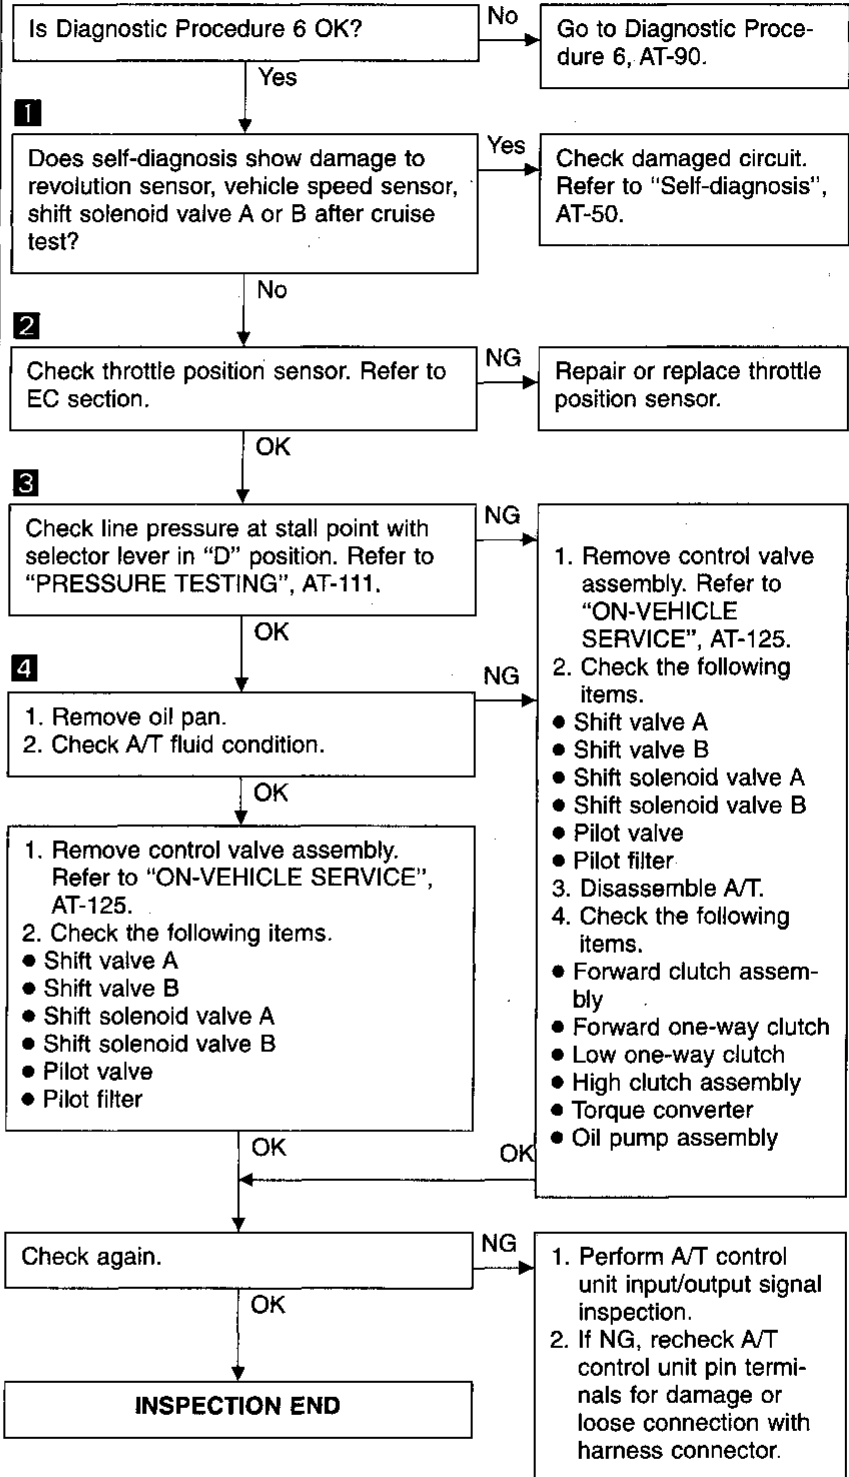 Is Diagnostic Procedure 6 OK?
No
Go to Diagnostic Proce-
dure 6, AT-90.
Yes
1
Does self-diagnosis show damage to
revolution sensor, vehicle speed sensor,
shift solenoid valve A or B after cruise
test?
Yes
Check damaged circuit.
Refer to “Self-diagnosis”,
AT-50.
No
2
Check throttle position sensor. Refer to
EC section.
NG
Repair or replace throttle
position sensor.
OK
3
Check line pressure at stall point with
selector lever in “D” position. Refer to
“PRESSURE TESTING”, AT-111.
NG
OK
4
1. Remove oil pan.
2. Check A/T fluid condition.
NG
1. Remove control valve
assembly. Refer to
“ON-VEHICLE
SERVICE”, AT-125.
2. Check the following
items.
● Shift valve A
● Shift valve B
● Shift solenoid valve A
● Shift solenoid valve B
● Pilot valve
● Pilot filter
3. Disassemble A/T.
4. Check the following
items.
● Forward clutch assem-
bly
● Forward one-way clutch
● Low one-way clutch
● High clutch assembly
● Torque converter
● Oil pump assembly
OK
1. Remove control valve assembly.
Refer to “ON-VEHICLE SERVICE”,
AT-125.
2. Check the following items.
● Shift valve A
● Shift valve B
● Shift solenoid valve A
● Shift solenoid valve B
● Pilot valve
● Pilot filter
OK
OK
Check again.
NG
1. Perform A/T control
unit input/output signal
inspection.
2. If NG, recheck A/T
control unit pin termi-
nals for damage or
loose connection with
harness connector.
OK
INSPECTION END